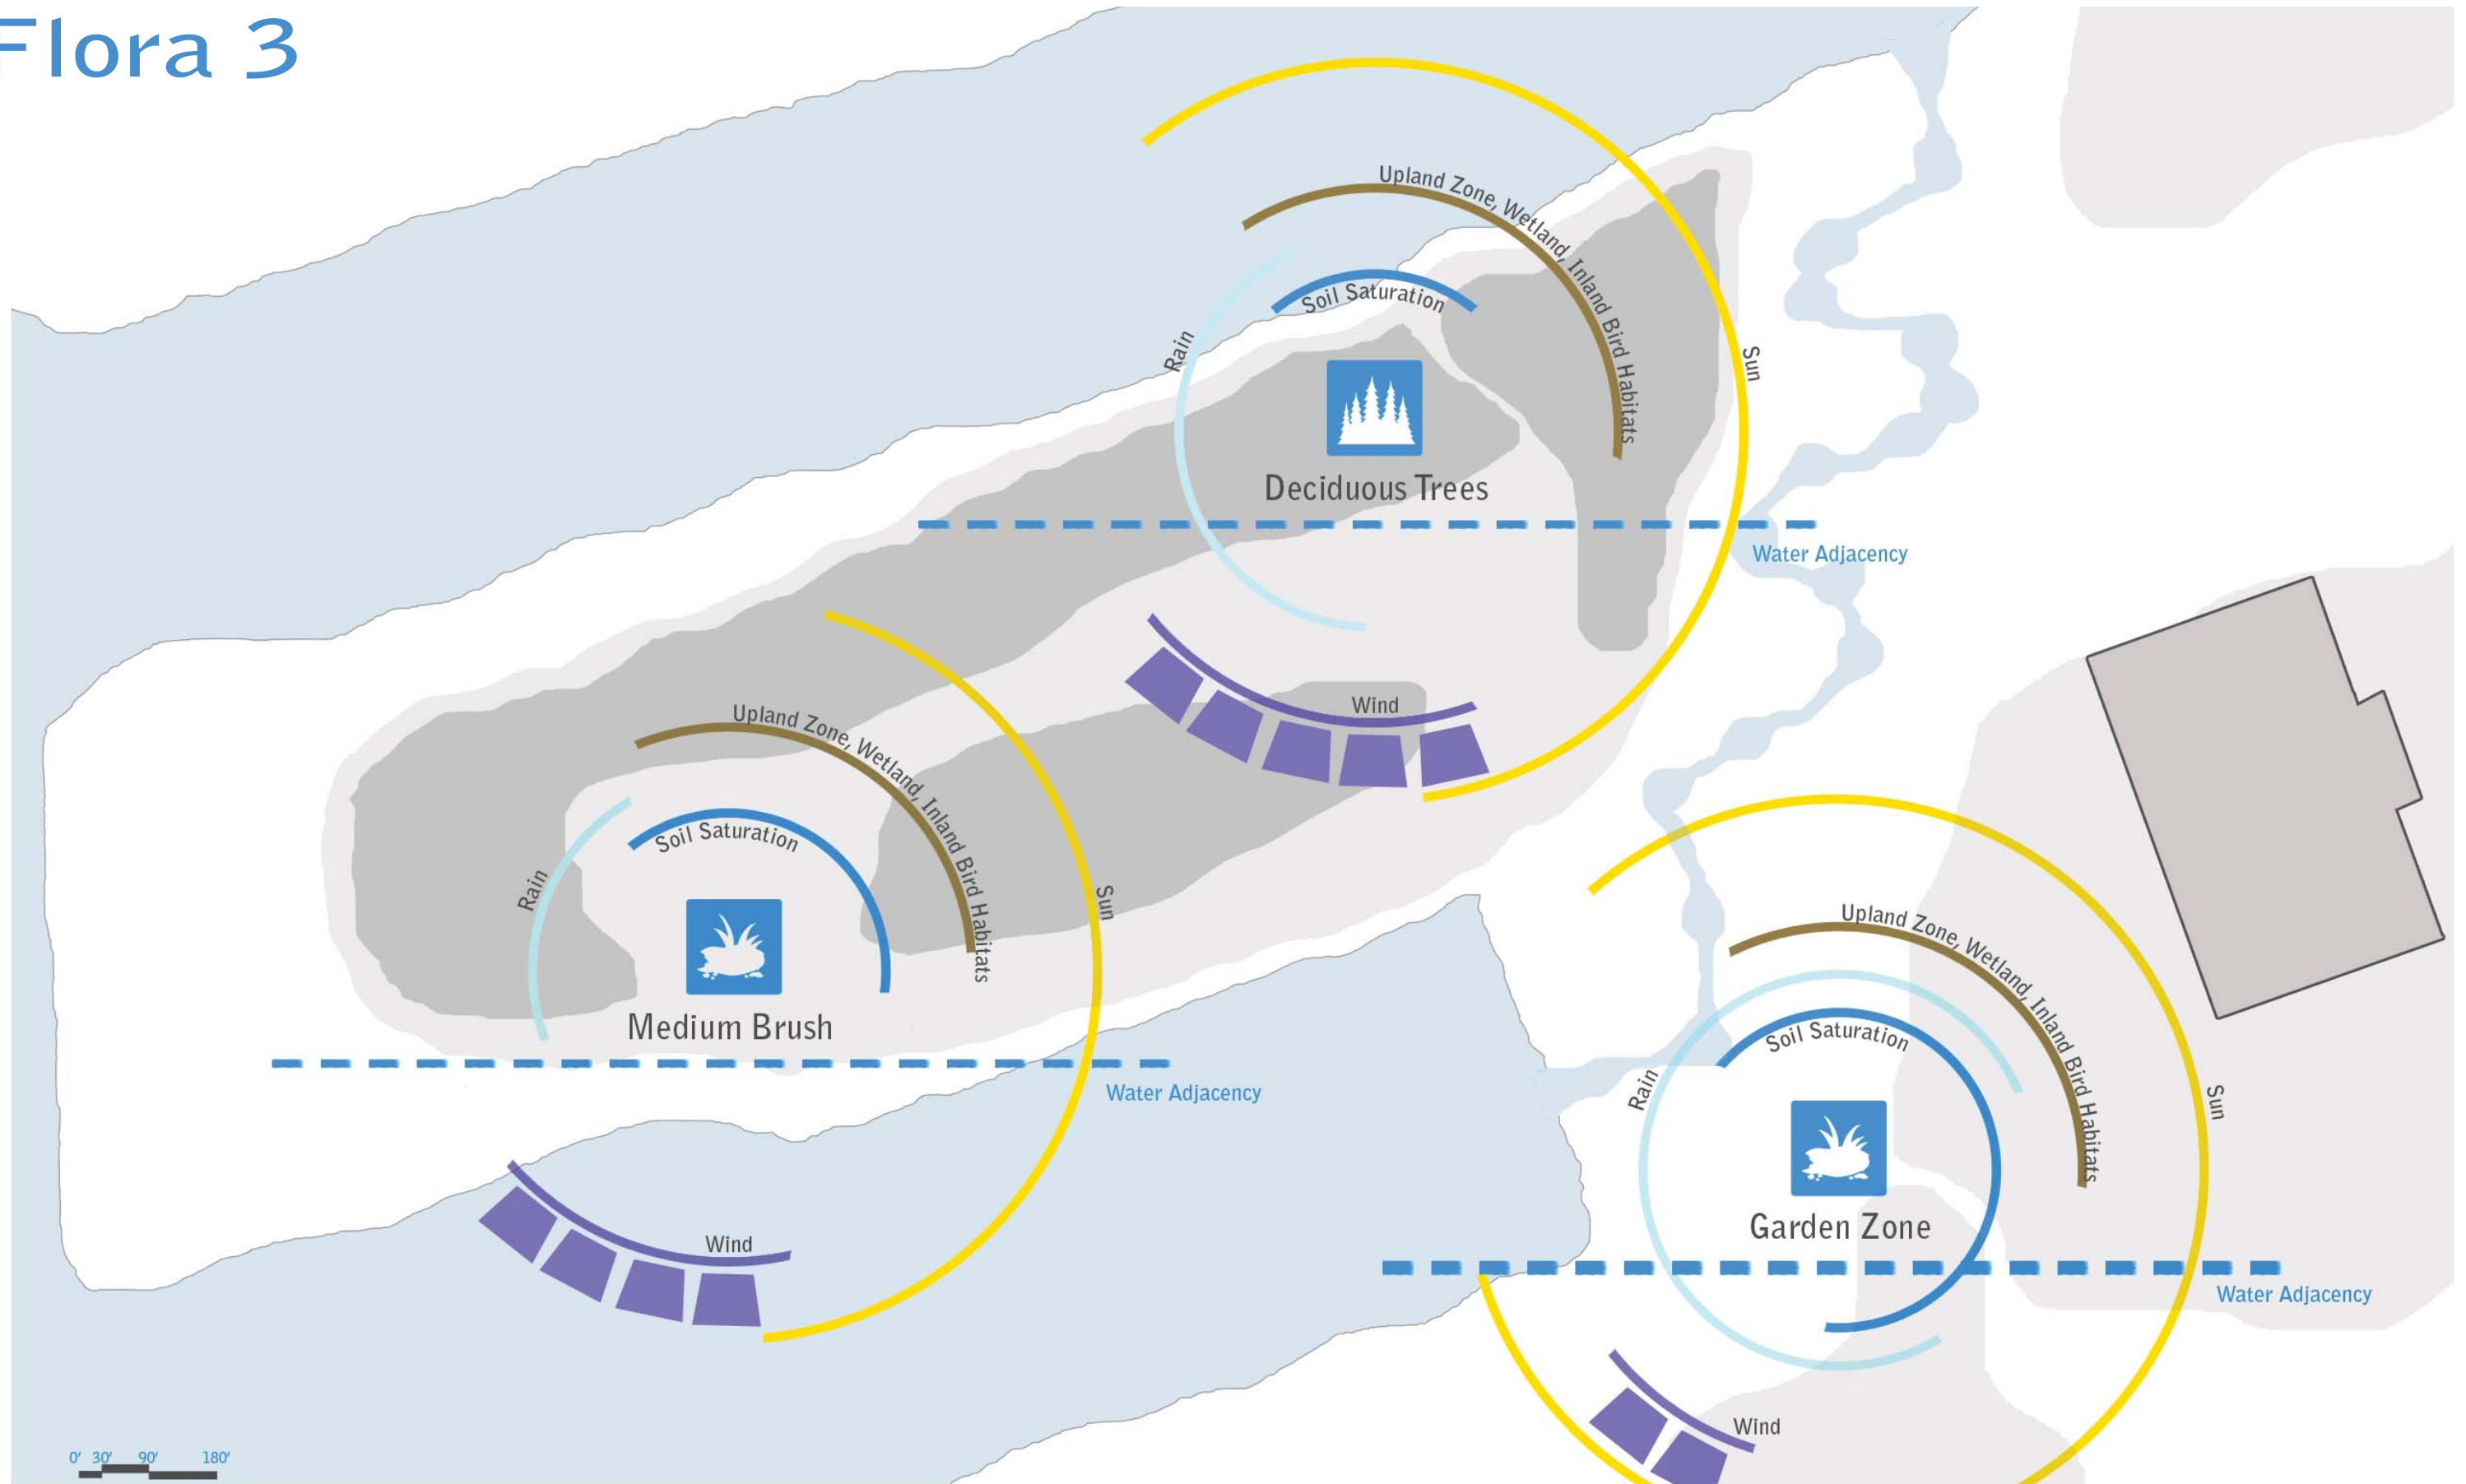 Flora 3
Upland Zone, Wetland, Inland Bird Habitats
Soil Saturation
Rain
Sun
Deciduous Trees
Water Adjacency
Wind
Upland Zone, Wetland, Inland Bird Habitats
Soil Saturation
Rain
Sun
Medium Brush
Water Adjacency
Wind
Upland Zone, Wetland, Inland Bird Habitats
Soil Saturation
Rain
Sun
Garden Zone
Water Adjacency
Wind
0' 30' 90' 180'